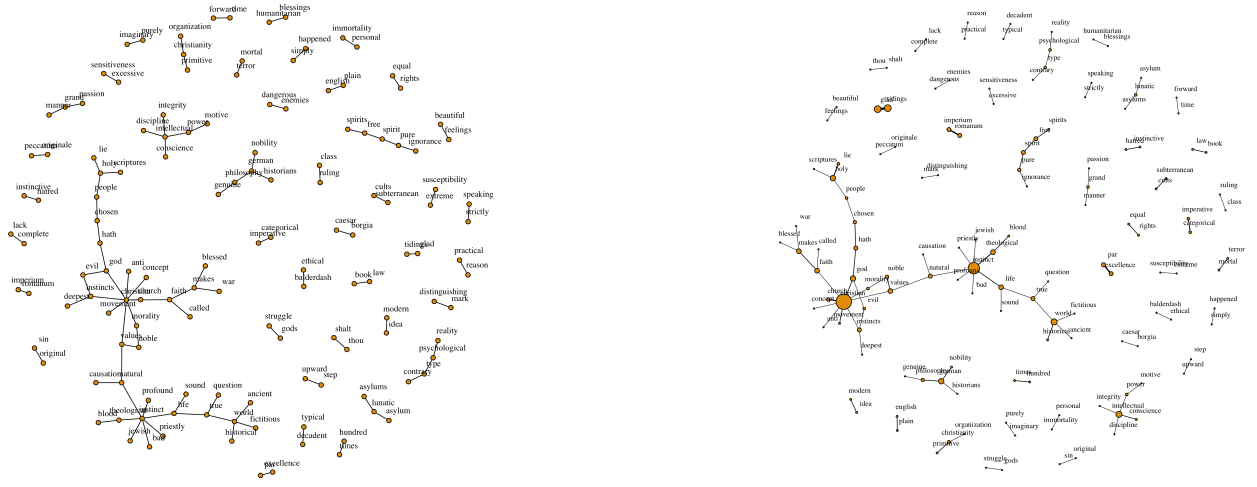 forward time
humanitarian blessings
imaginary purely
organization
christianity
primitive
mortal
terror
happened
simply
immortality
personal
sensitiveness
excessive
plain
english
equal
rights
manner grand passion
integrity
discipline
intellectual
power
motive
conscience
dangerous
enemies
spirits
free
spirit
pure
ignorance
beautiful
feelings
peccatum originale
lie
holy scriptures
people
chosen
hath
god
evil
instincts
deepest
anti
concept
christian church
movement
morality
noble
values
faith
makes
blessed
war
called
nobility
german
philosophy
historians
genuine
class
ruling
cults
subterranean
susceptibility
extreme
speaking
strictly
instinctive
hatred
lack
complete
categorical
imperative
caesar
borgia
tidings glad
practical
reason
imperium
romanum
ethical
balderdash
book law
distinguishing
mark
struggle
gods
modern
idea
shalt
thou
reality
psychological
type
contrary
sin
original
causation natural
profound
sound
blood theological instinct
life
question
true
ancient
world
fictitious
historical
jewish
bad
priestly
upward
step
asylums
lunatic
asylum
typical
decadent
hundred
times
par excellence
reason
practical
decadent
typical
reality
psychological
type
contrary
humanitarian
blessings
lack
complete
thou shalt
enemies
dangerous
sensitiveness
excessive
speaking
strictly
asylum
lunatic
asylums
forward
time
beautiful
feelings
glad tidings
imperium
romanum
originale
peccatum
spirits
free
spirit
pure
ignorance
hatred instinctive
law
book
scriptures
lie
holy
people
distinguishing
mark
passion
grand
manner
subterranean
cults
ruling
class
war
blessed
makes
called
faith
chosen
hath
god
causation
natural
noble
morality
values
evil
church
christian
concept
movement
anti
instincts
deepest
jewish
priestly
blood
theological
instinct
profound
bad
life
sound
question
true
world
fictitious
historical
ancient
equal
rights
imperative
categorical
par
excellence
susceptibility
extreme
terror
mortal
balderdash
ethical
happened
simply
caesar
borgia
step
upward
genuine
philosophy
german
nobility
historians
times hundred
modern
idea
english
plain
purely
imaginary
personal
immortality
motive
power
integrity
intellectual
conscience
discipline
organization
christianity
primitive
struggle gods
original
sin